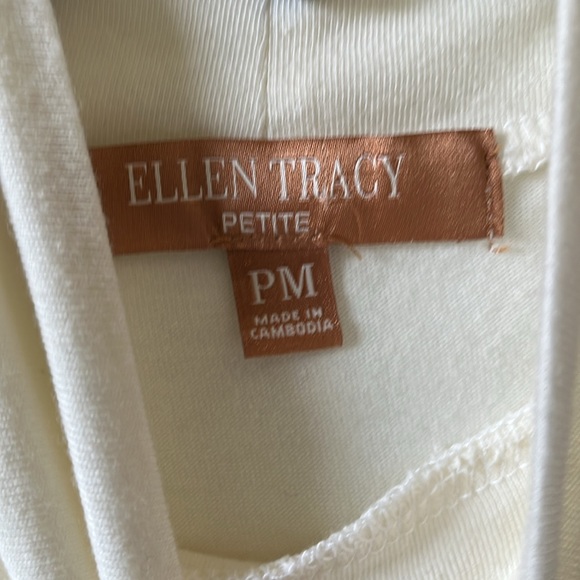 ELLEN TRACY
PETITE
PM
MADE IN
CAMBODIA